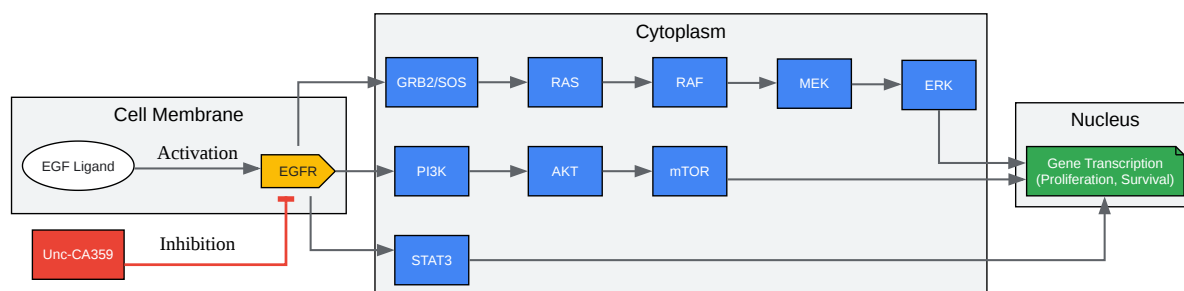 Cytoplasm
GRB2/SOS
RAS
RAF
MEK
ERK
Cell Membrane
EGF Ligand
Activation
EGFR
PI3K
AKT
mTOR
Nucleus
Gene Transcription
(Proliferation, Survival)
Unc-CA359
Inhibition
STAT3